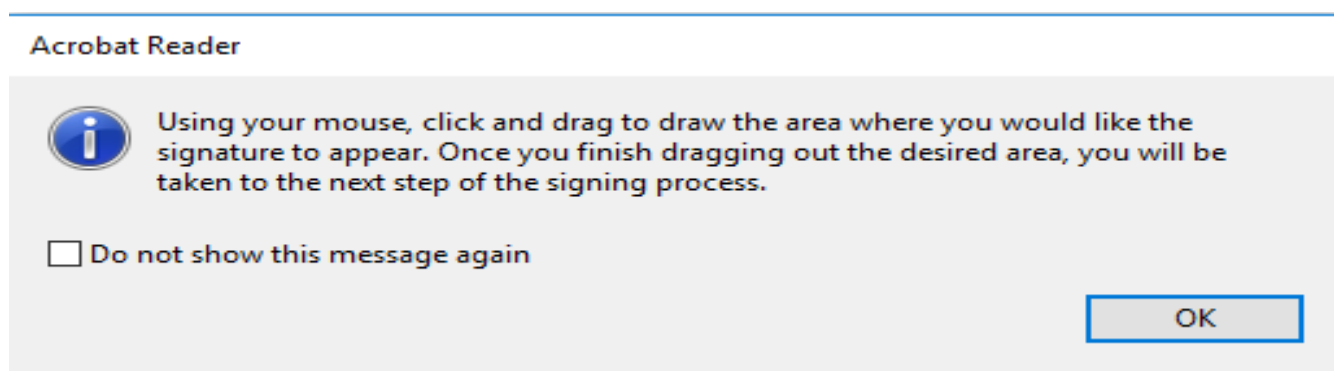 Acrobat Reader
Using your mouse, click and drag to draw the area where you would like the
signature to appear. Once you finish dragging out the desired area, you will be
taken to the next step of the signing process.
Do not show this message again
OK